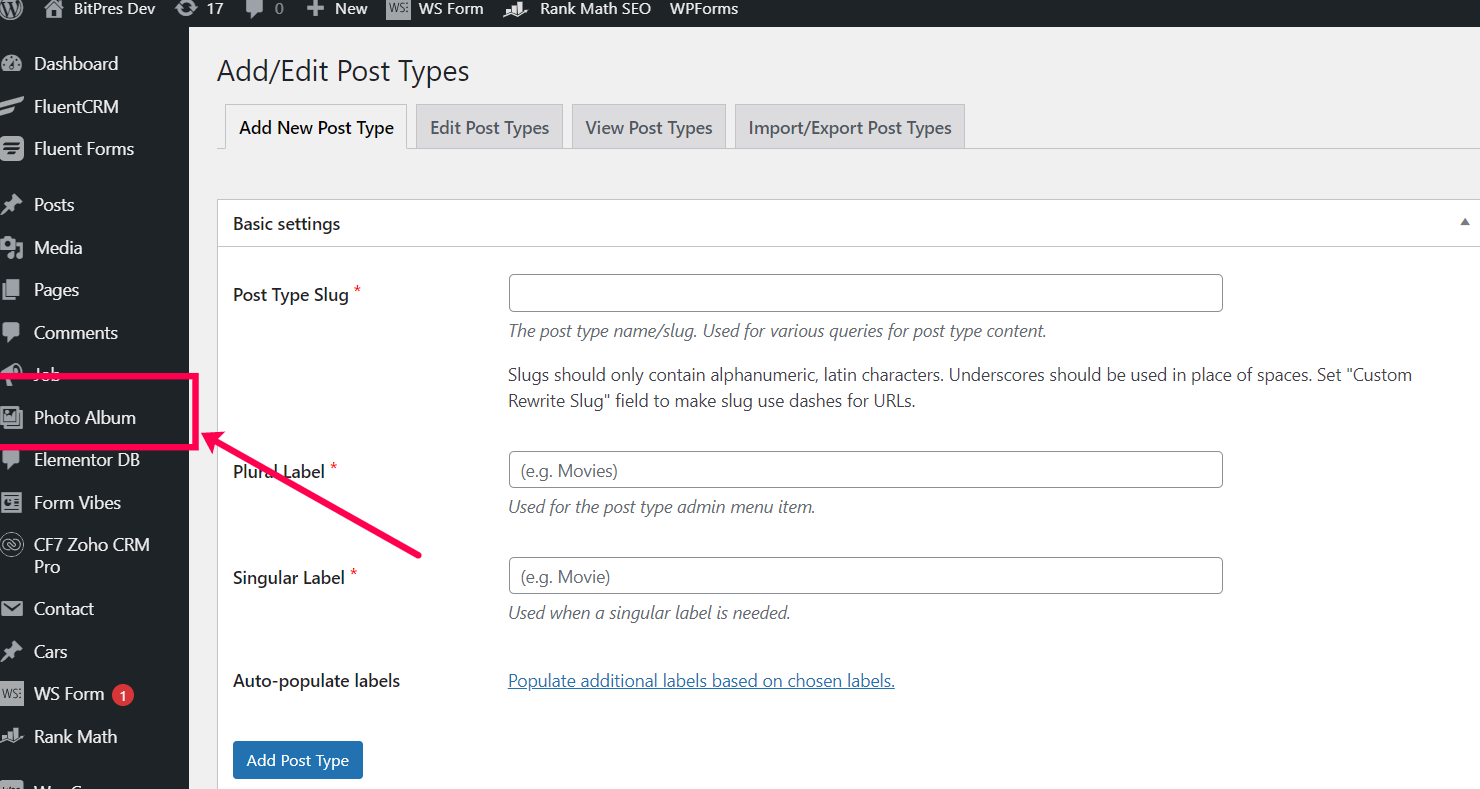 BitPres Dev 17 0 New WS Form Rank Math SEO WPForms
Dashboard
FluentCRM
Fluent Forms
Posts
Media
Pages
Comments
Job
Photo Album
Elementor DB
Form Vibes
CF7 Zoho CRM
Pro
Contact
Cars
WS Form 1
Rank Math
Add/Edit Post Types
Add New Post Type Edit Post Types View Post Types Import/Export Post Types
Basic settings
Post Type Slug *
The post type name/slug. Used for various queries for post type content.
Slugs should only contain alphanumeric, latin characters. Underscores should be used in place of spaces. Set "Custom
Rewrite Slug" field to make slug use dashes for URLs.
Plural Label * (e.g. Movies)
Used for the post type admin menu item.
Singular Label * (e.g. Movie)
Used when a singular label is needed.
Auto-populate labels Populate additional labels based on chosen labels.
Add Post Type